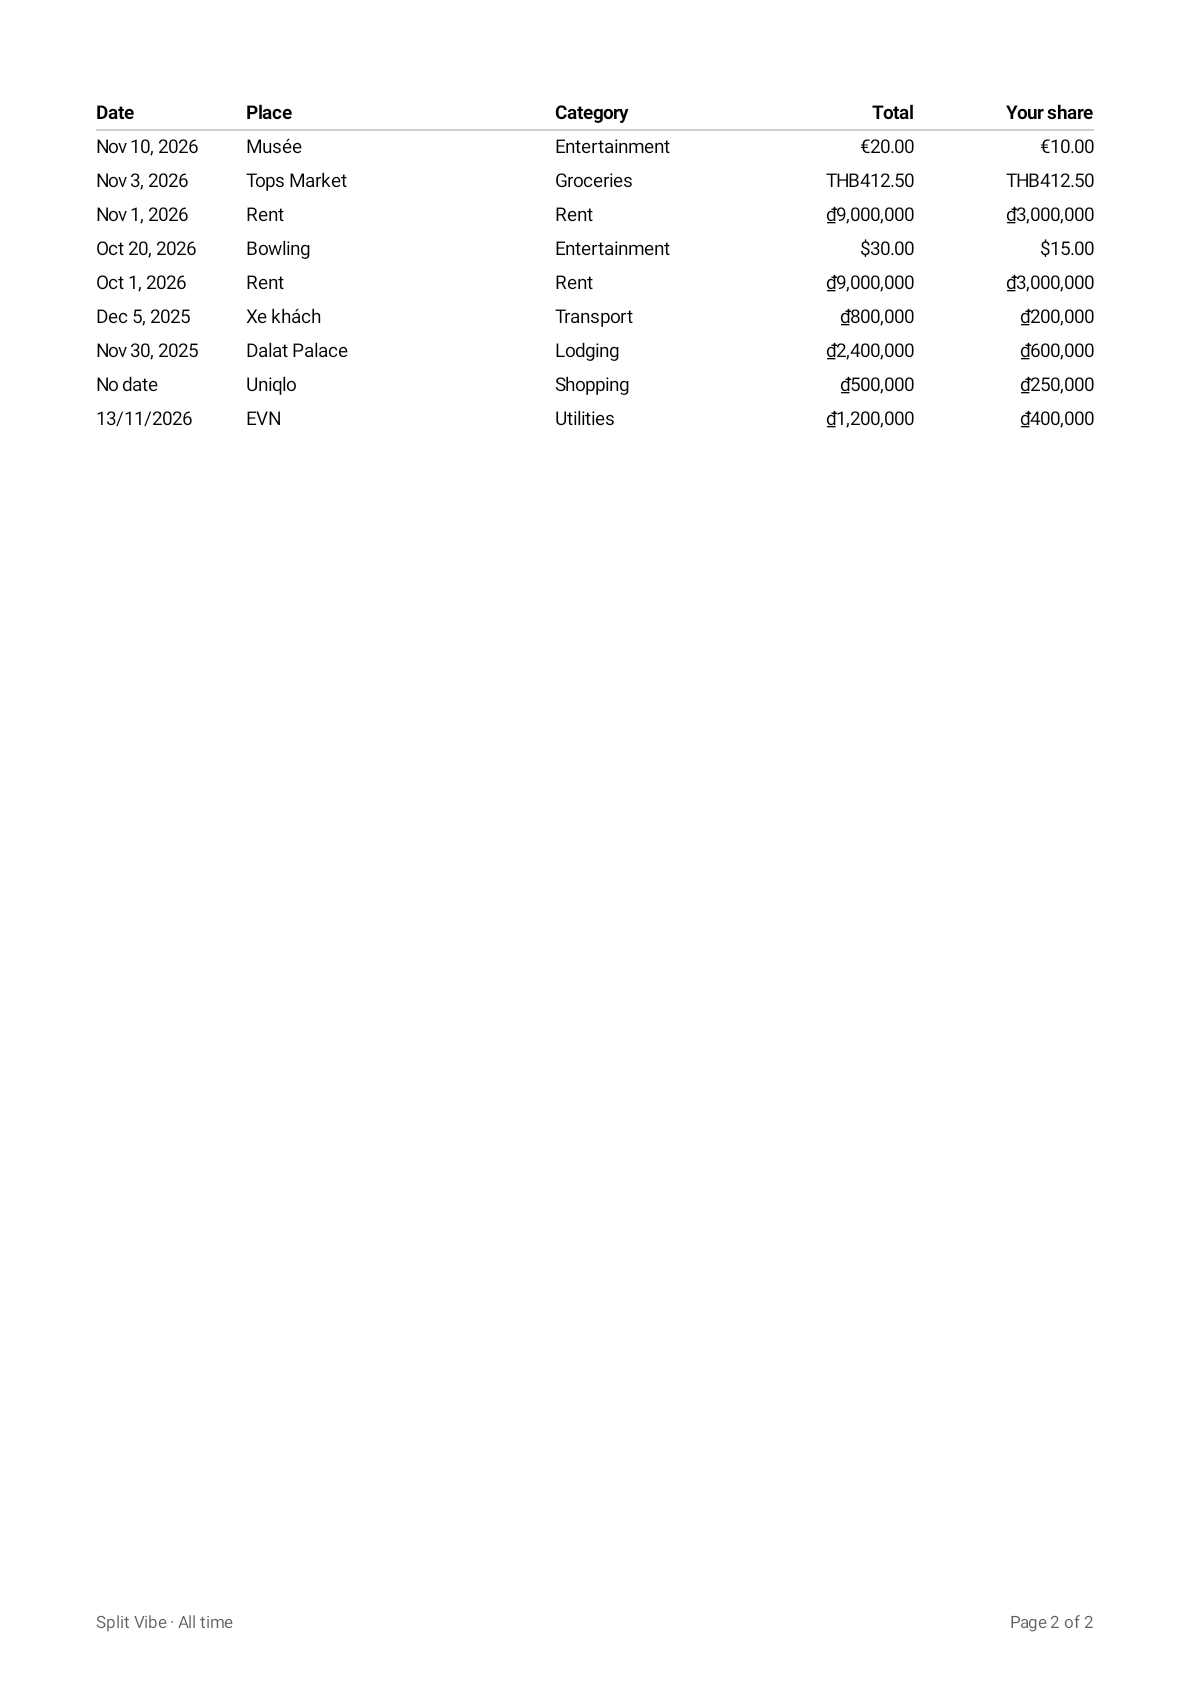 Date Place Category Total Your share
Nov 10, 2026 Musée Entertainment €20.00 €10.00
Nov 3, 2026 Tops Market Groceries THB412.50 THB412.50
Nov 1, 2026 Rent Rent ₫9,000,000 ₫3,000,000
Oct 20, 2026 Bowling Entertainment $30.00 $15.00
Oct 1, 2026 Rent Rent ₫9,000,000 ₫3,000,000
Dec 5, 2025 Xe khách Transport ₫800,000 ₫200,000
Nov 30, 2025 Dalat Palace Lodging ₫2,400,000 ₫600,000
No date Uniqlo Shopping ₫500,000 ₫250,000
13/11/2026 EVN Utilities ₫1,200,000 ₫400,000
Split Vibe · All time Page 2 of 2